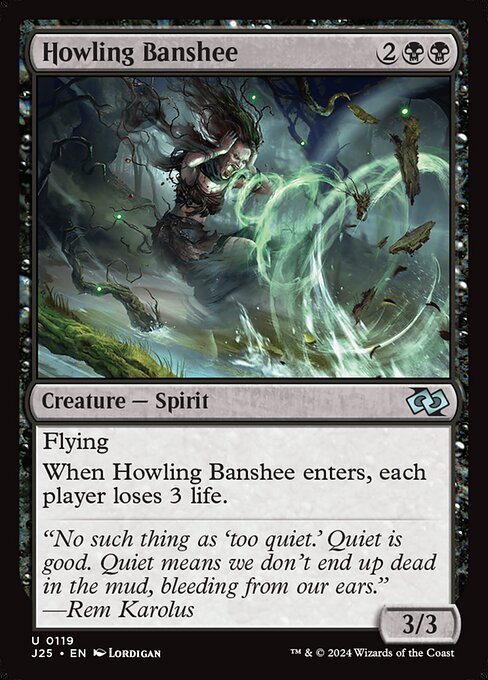 Howling Banshee 2
Creature — Spirit
Flying
When Howling Banshee enters, each
player loses 3 life.
“No such thing as ‘too quiet.’ Quiet is
good. Quiet means we don’t end up dead
in the mud, bleeding from our ears.”
—Rem Karolus
3/3
U 0119
J25 • EN LORDIGAN
™ & © 2024 Wizards of the Coast